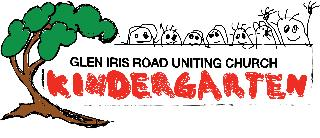 GLEN IRIS ROAD UNITING CHURCH
KINDERGARTEN